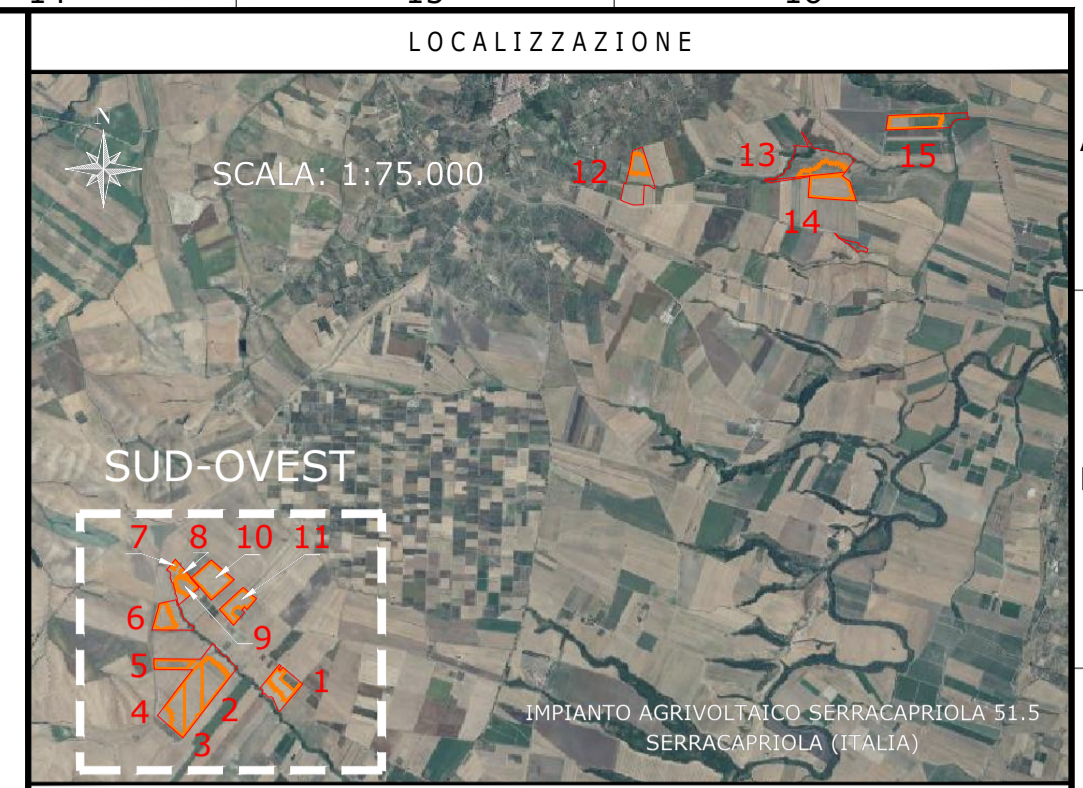 LOCALIZZAZIONE
N
SCALA: 1:75.000
12
13
14
15
SUD-OVEST
7 8 10 11
6
9
5
1
4
2
3
IMPIANTO AGRIVOLTAICO SERRACAPRIOLA 51.5
SERRACAPRIOLA (ITALIA)